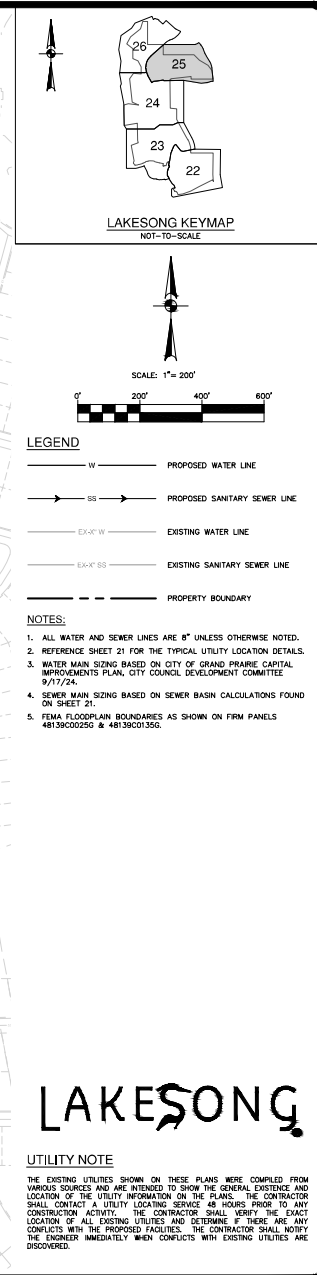 26
25
24
23
22
LAKESONG KEYMAP
NOT-TO-SCALE
SCALE: 1"= 200'
0' 200' 400' 600'
LEGEND
W PROPOSED WATER LINE
SS PROPOSED SANITARY SEWER LINE
EX-X" W EXISTING WATER LINE
EX-X" SS EXISTING SANITARY SEWER LINE
PROPERTY BOUNDARY
NOTES:
1. ALL WATER AND SEWER LINES ARE 8" UNLESS OTHERWISE NOTED.
2. REFERENCE SHEET 21 FOR THE TYPICAL UTILITY LOCATION DETAILS.
3. WATER MAIN SIZING BASED ON CITY OF GRAND PRAIRIE CAPITAL
IMPROVEMENTS PLAN, CITY COUNCIL DEVELOPMENT COMMITTEE
9/17/24.
4. SEWER MAIN SIZING BASED ON SEWER BASIN CALCULATIONS FOUND
ON SHEET 21.
5. FEMA FLOODPLAIN BOUNDARIES AS SHOWN ON FIRM PANELS
48139C0025G & 48139C0135G.
LAKESONG
UTILITY NOTE
THE EXISTING UTILITIES SHOWN ON THESE PLANS WERE COMPILED FROM
VARIOUS SOURCES AND ARE INTENDED TO SHOW THE GENERAL EXISTENCE AND
LOCATION OF THE UTILITY INFORMATION ON THE PLANS. THE CONTRACTOR
SHALL CONTACT A UTILITY LOCATING SERVICE 48 HOURS PRIOR TO ANY
CONSTRUCTION ACTIVITY. THE CONTRACTOR SHALL VERIFY THE EXACT
LOCATION OF ALL EXISTING UTILITIES AND DETERMINE IF THERE ARE ANY
CONFLICTS WITH THE PROPOSED FACILITIES. THE CONTRACTOR SHALL NOTIFY
THE ENGINEER IMMEDIATELY WHEN CONFLICTS WITH EXISTING UTILITIES ARE
DISCOVERED.